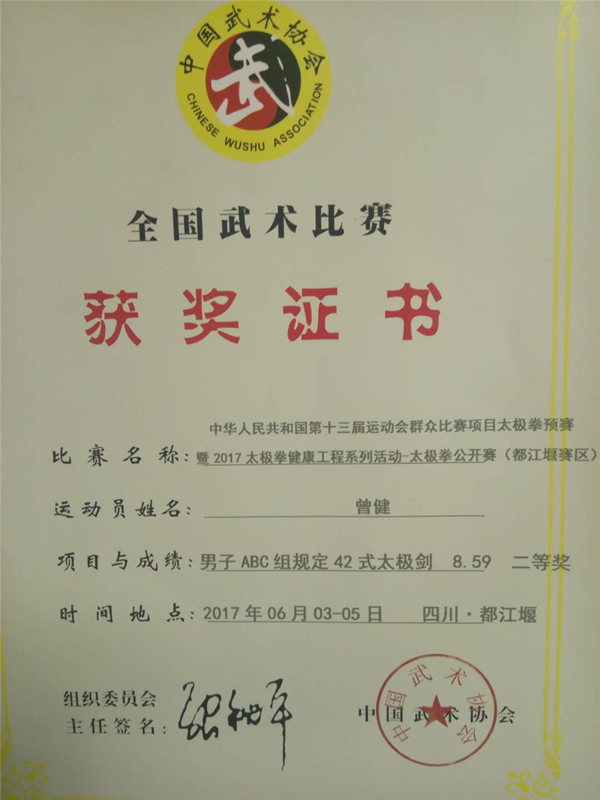 中国武术协会
武
CHINESE WUSHU ASSOCIATION
全国武术比赛
获奖证书
中华人民共和国第十三届运动会群众比赛项目太极拳预赛
比赛名称：暨2017太极拳健康工程系列活动-太极拳公开赛（都江堰赛区）
运动员姓名：曾健
项目与成绩：男子ABC组规定42式太极剑 8.59 二等奖
时间地点：2017年06月03-05日 四川·都江堰
组织委员会
主任签名：
中国武术协会
中国武术协会